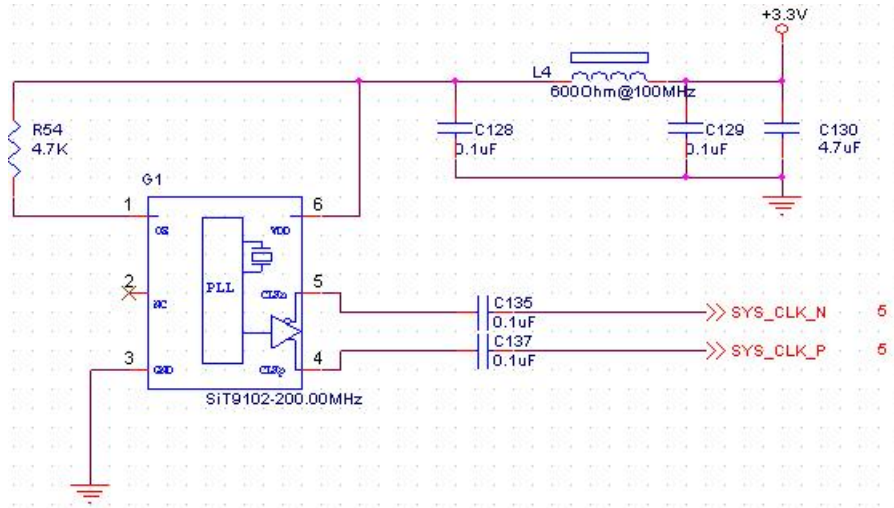 +3.3V
L4
600Ohm@100MHz
R54
4.7K
C128
0.1uF
C129
0.1uF
C130
4.7uF
G1
1
6
OE
VDD
PLL
2
NC
5
CLKn
C135
0.1uF
SYS_CLK_N
5
C137
0.1uF
SYS_CLK_P
5
3
GND
CLKp
4
SiT9102-200.00MHz